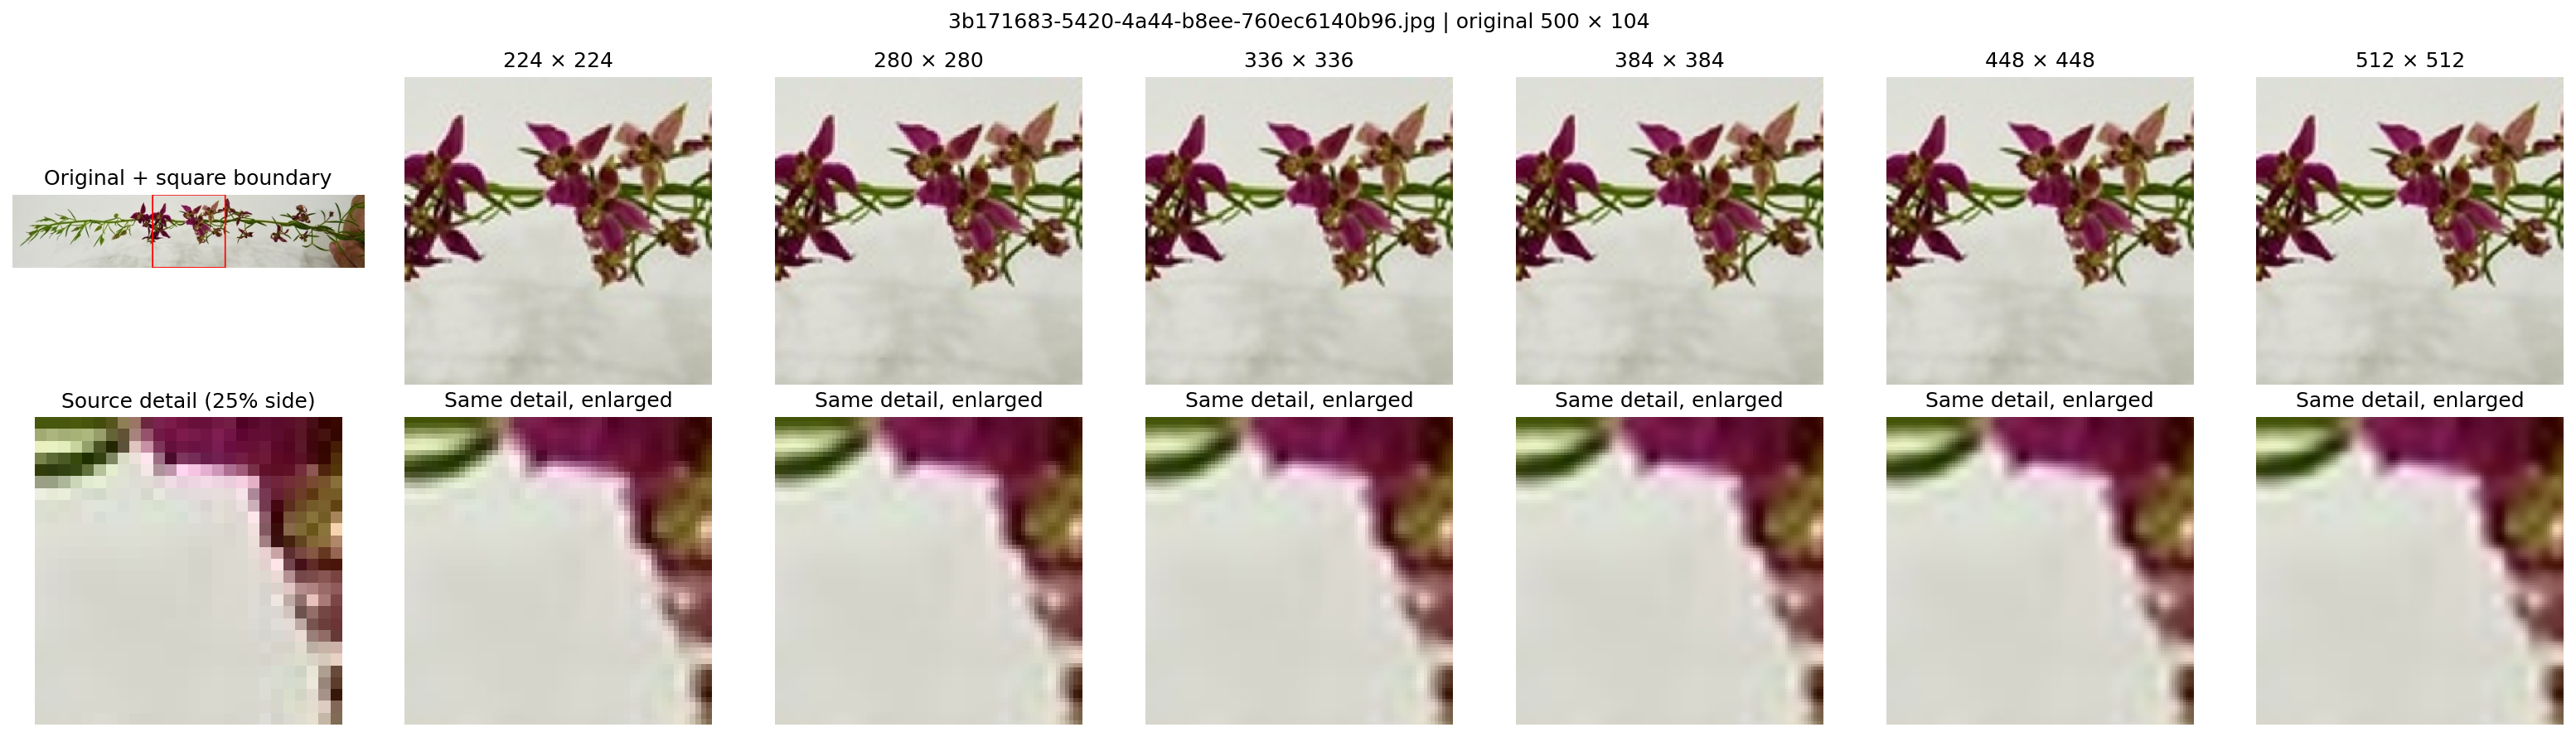 3b171683-5420-4a44-b8ee-760ec6140b96.jpg | original 500 × 104
224 × 224
280 × 280
336 × 336
384 × 384
448 × 448
512 × 512
Original + square boundary
Source detail (25% side)
Same detail, enlarged
Same detail, enlarged
Same detail, enlarged
Same detail, enlarged
Same detail, enlarged
Same detail, enlarged